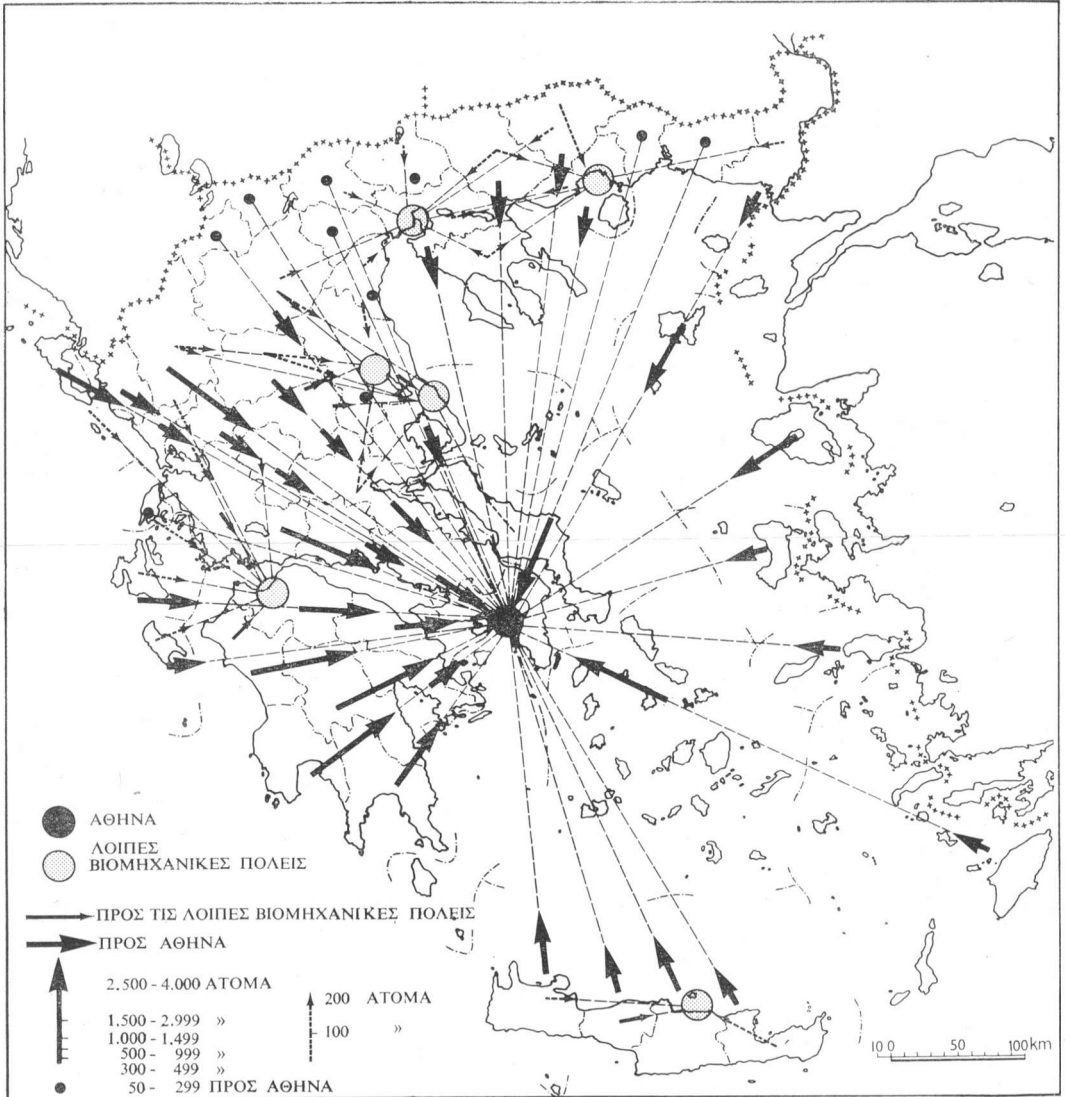 ΑΘΗΝΑ
ΛΟΙΠΕΣ
ΒΙΟΜΗΧΑΝΙΚΕΣ ΠΟΛΕΙΣ
ΠΡΟΣ ΤΙΣ ΛΟΙΠΕΣ ΒΙΟΜΗΧΑΝΙΚΕΣ ΠΟΛΕΙΣ
ΠΡΟΣ ΑΘΗΝΑ
2.500 - 4.000 ΑΤΟΜΑ
1.500 - 2.999 »
1.000 - 1.499
500 - 999 »
300 - 499 »
50 - 299 ΠΡΟΣ ΑΘΗΝΑ
200 ΑΤΟΜΑ
100 »
10 0 50 100km